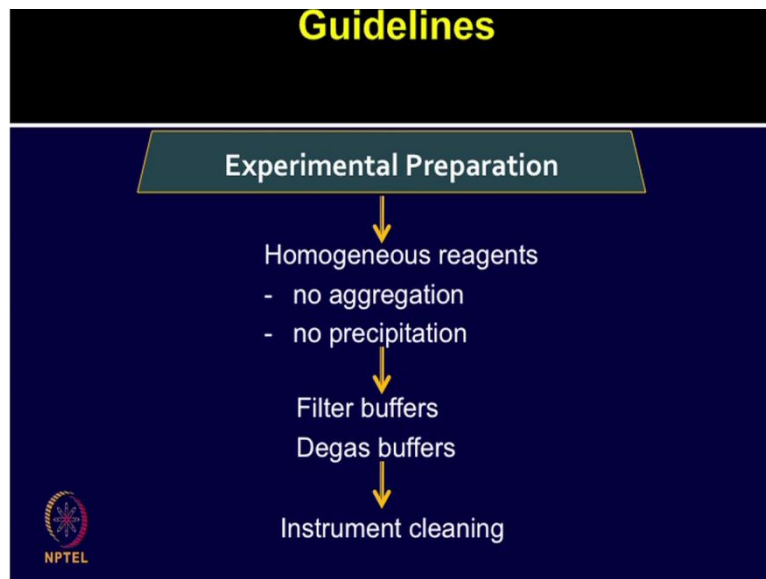 Guidelines
Experimental Preparation
Homogeneous reagents
- no aggregation
- no precipitation
Filter buffers
Degas buffers
Instrument cleaning
NPTEL